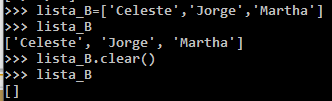 >>> lista_B=['Celeste','Jorge','Martha']
>>> lista_B
['Celeste', 'Jorge', 'Martha']
>>> lista_B.clear()
>>> lista_B
[]